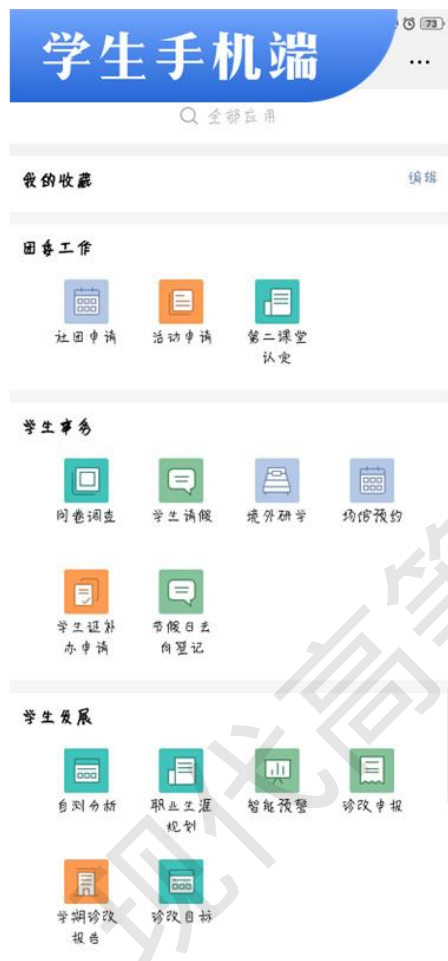 学生手机端
73
全部应用
我的收藏 编辑
团委工作
社团申请 活动申请 第二课堂
认定
学生事务
问卷调查 学生请假 境外研学 场馆预约
学生证补 节假日去
办申请 向登记
学生发展
自测分析 职业生涯 智能预警 诊改申报
规划
学期诊改 诊改目标
报告
现代高等